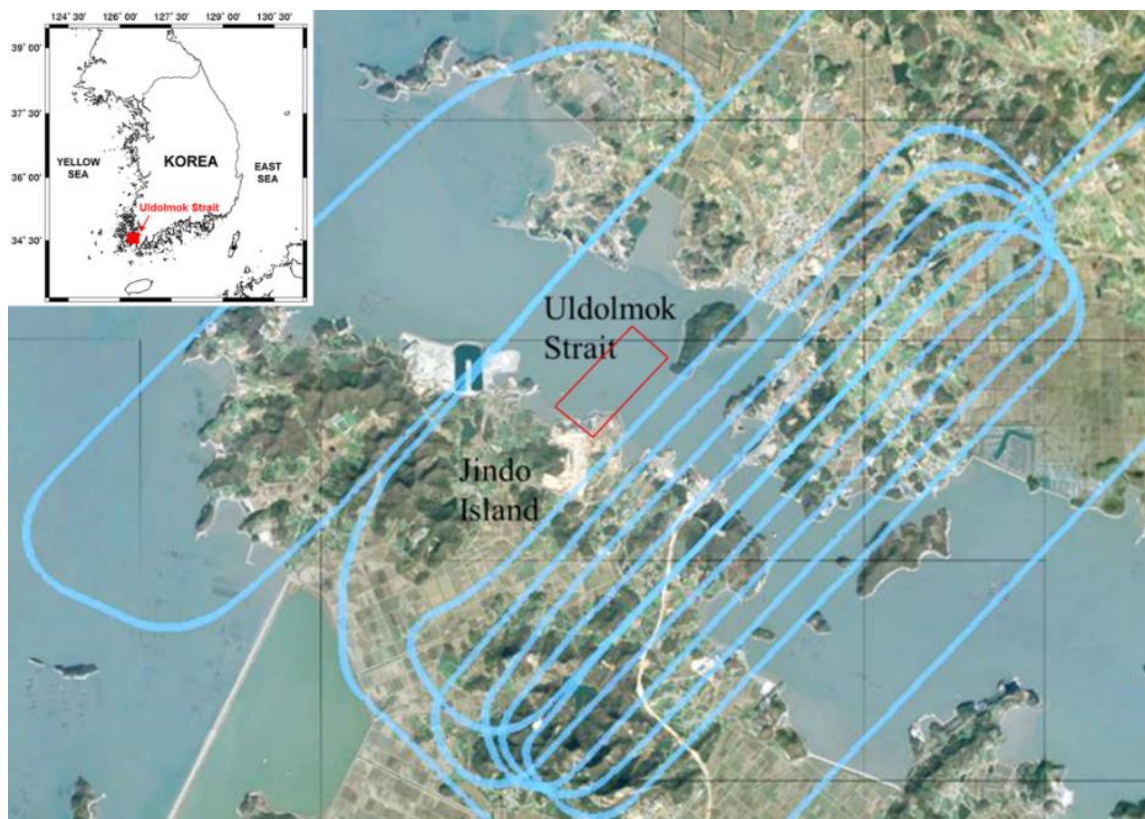 124° 30' 126° 00' 127° 30' 129° 00' 130° 30'
39° 00'
37° 30'
36° 00'
34° 30'
YELLOW
SEA
KOREA
EAST
SEA
Uldolmok Strait
Uldolmok
Strait
Jindo
Island